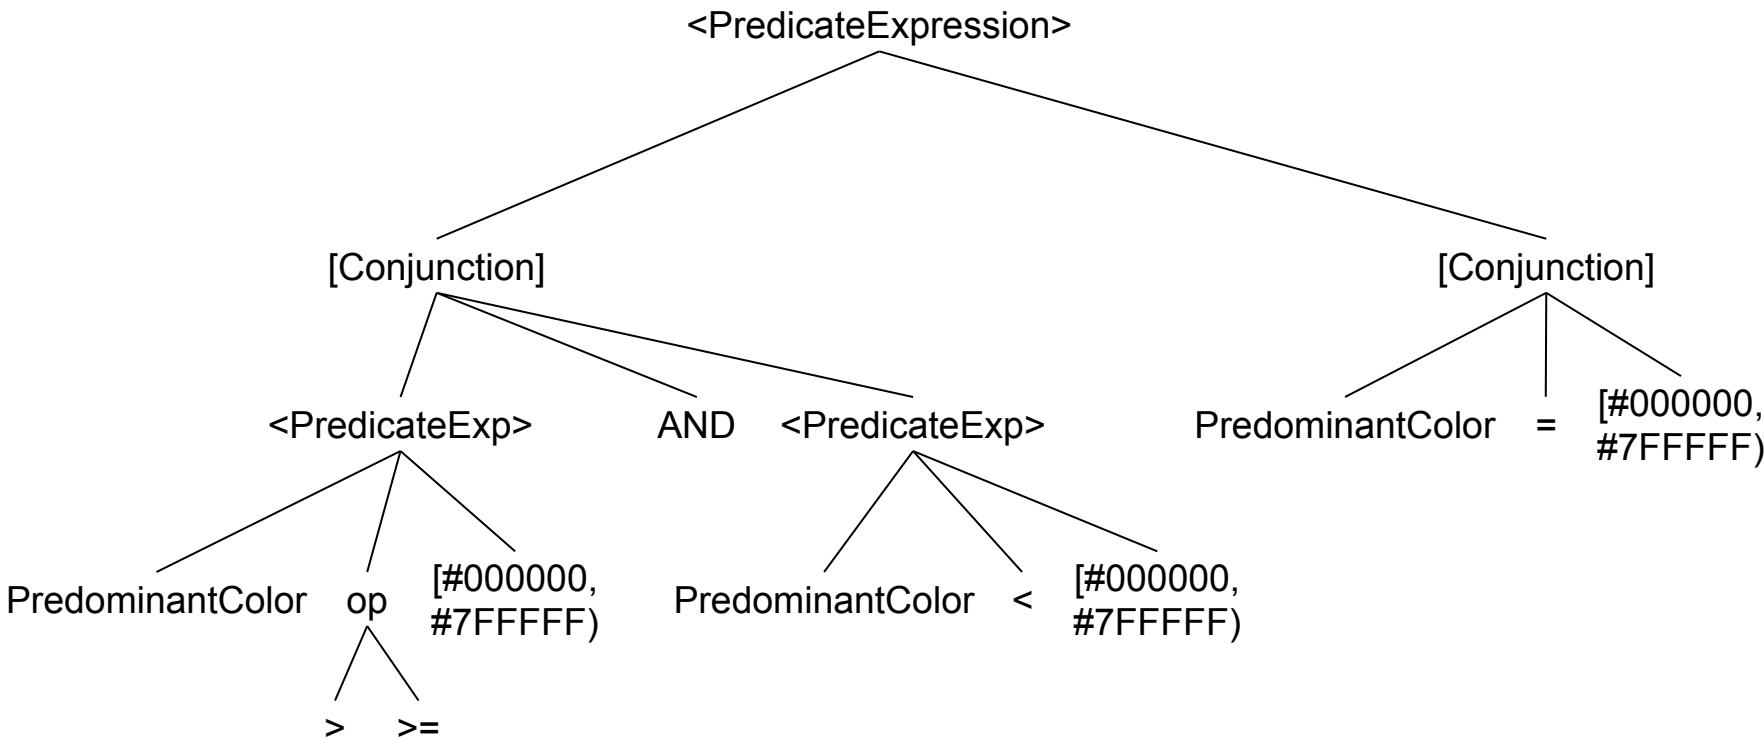 <PredicateExpression>
[Conjunction] [Conjunction]
<PredicateExp> AND <PredicateExp> PredominantColor = [#000000,
#7FFFFF)
PredominantColor op [#000000,
#7FFFFF)
PredominantColor < [#000000,
#7FFFFF)
> >=